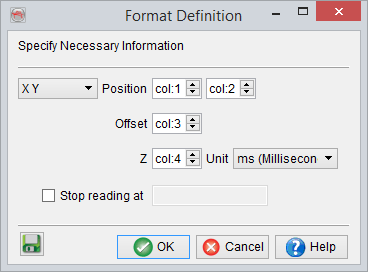 Format Definition
Specify Necessary Information
X Y Position col:1 col:2
Offset col:3
Z col:4 Unit ms (Millisecon
Stop reading at
OK Cancel Help